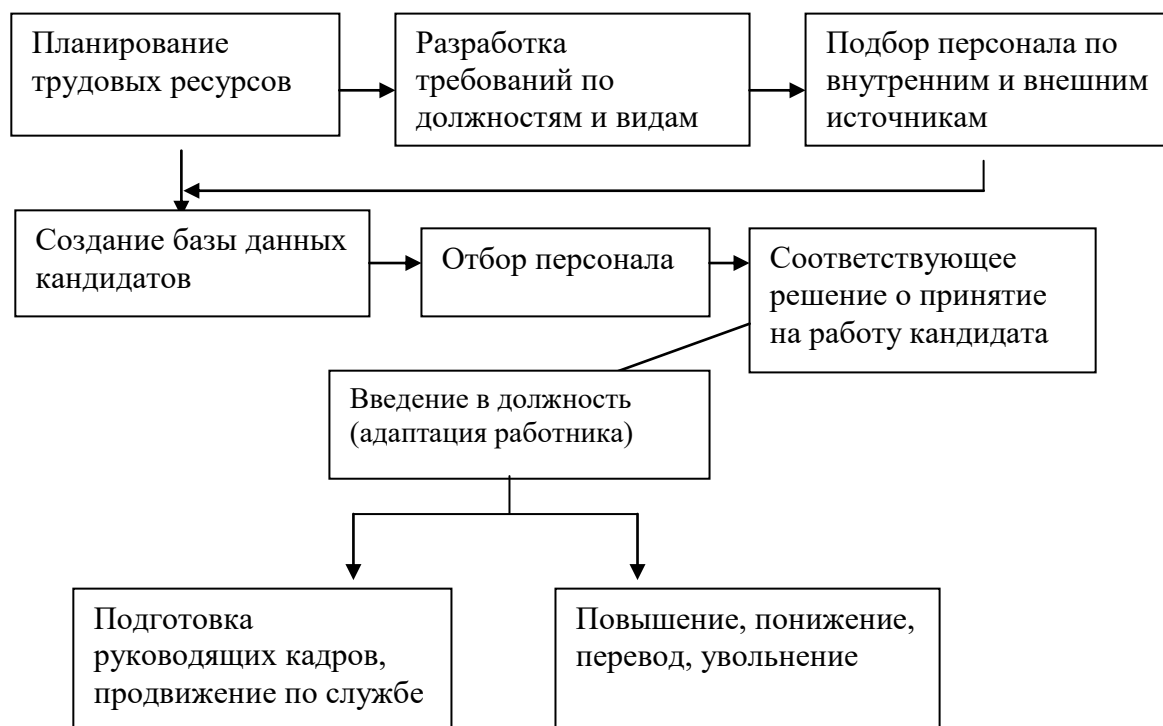 Планирование
трудовых ресурсов
Разработка
требований по
должностям и видам
Подбор персонала по
внутренним и внешним
источникам
Создание базы данных
кандидатов
Отбор персонала
Соответствующее
решение о принятие
на работу кандидата
Введение в должность
(адаптация работника)
Подготовка
руководящих кадров,
продвижение по службе
Повышение, понижение,
перевод, увольнение